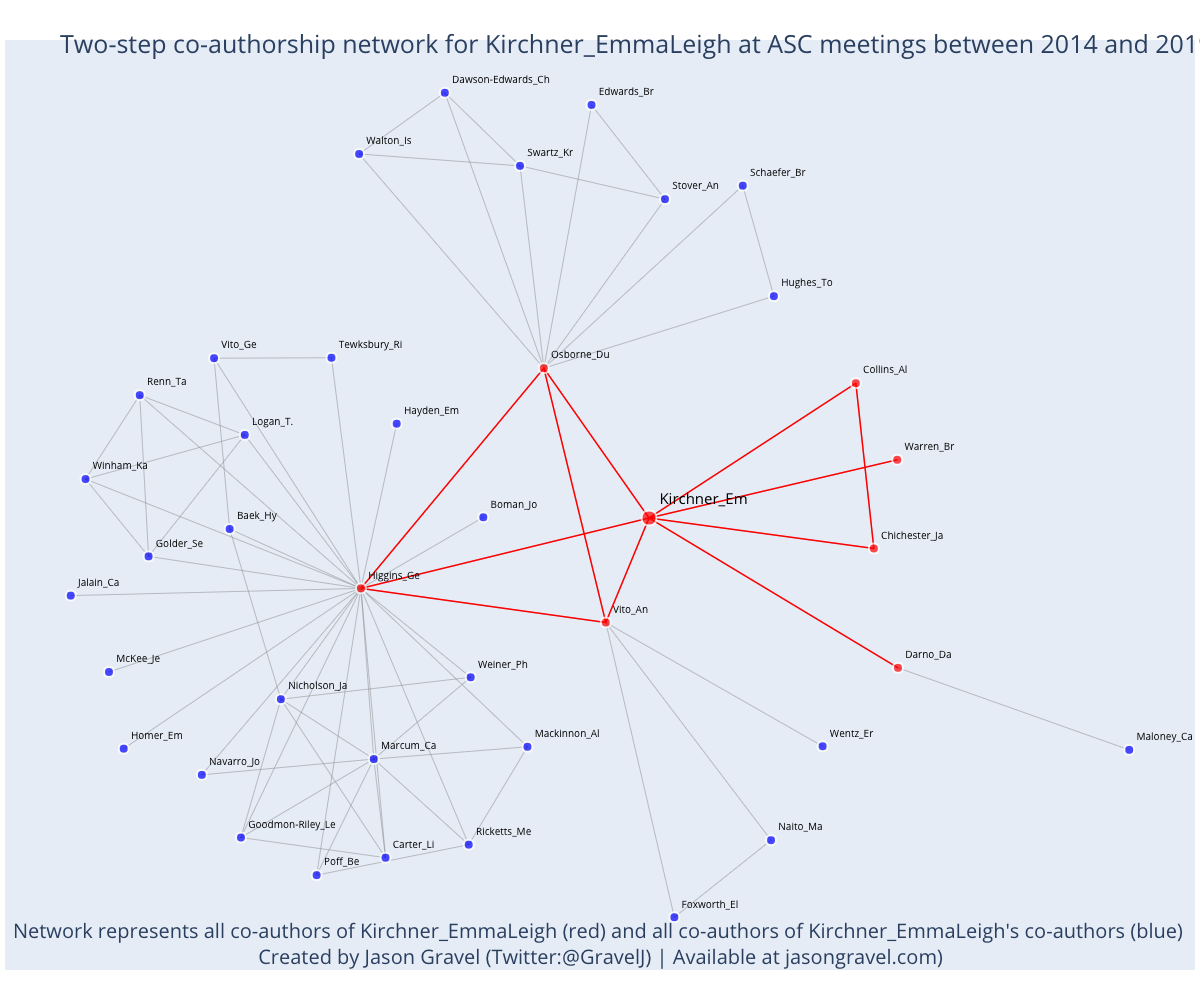 Two-step co-authorship network for Kirchner_EmmaLeigh at ASC meetings between 2014 and 201
Dawson-Edwards_Ch
Edwards_Br
Walton_Is
Swartz_Kr
Schaefer_Br
Stover_An
Hughes_To
Vito_Ge
Tewksbury_Ri
Osborne_Du
Collins_Al
Renn_Ta
Hayden_Em
Logan_T.
Warren_Br
Winham_Ka
Kirchner_Em
Boman_Jo
Baek_Hy
Chichester_Ja
Golder_Se
Jalain_Ca
Higgins_Ge
Vito_An
McKee_Je
Weiner_Ph
Darno_Da
Nicholson_Ja
Homer_Em
Mackinnon_Al
Wentz_Er
Maloney_Ca
Marcum_Ca
Navarro_Jo
Goodmon-Riley_Le
Ricketts_Me
Naito_Ma
Carter_Li
Poff_Be
Foxworth_El
Network represents all co-authors of Kirchner_EmmaLeigh (red) and all co-authors of Kirchner_EmmaLeigh's co-authors (blue)
Created by Jason Gravel (Twitter:@GravelJ) | Available at jasongravel.com)